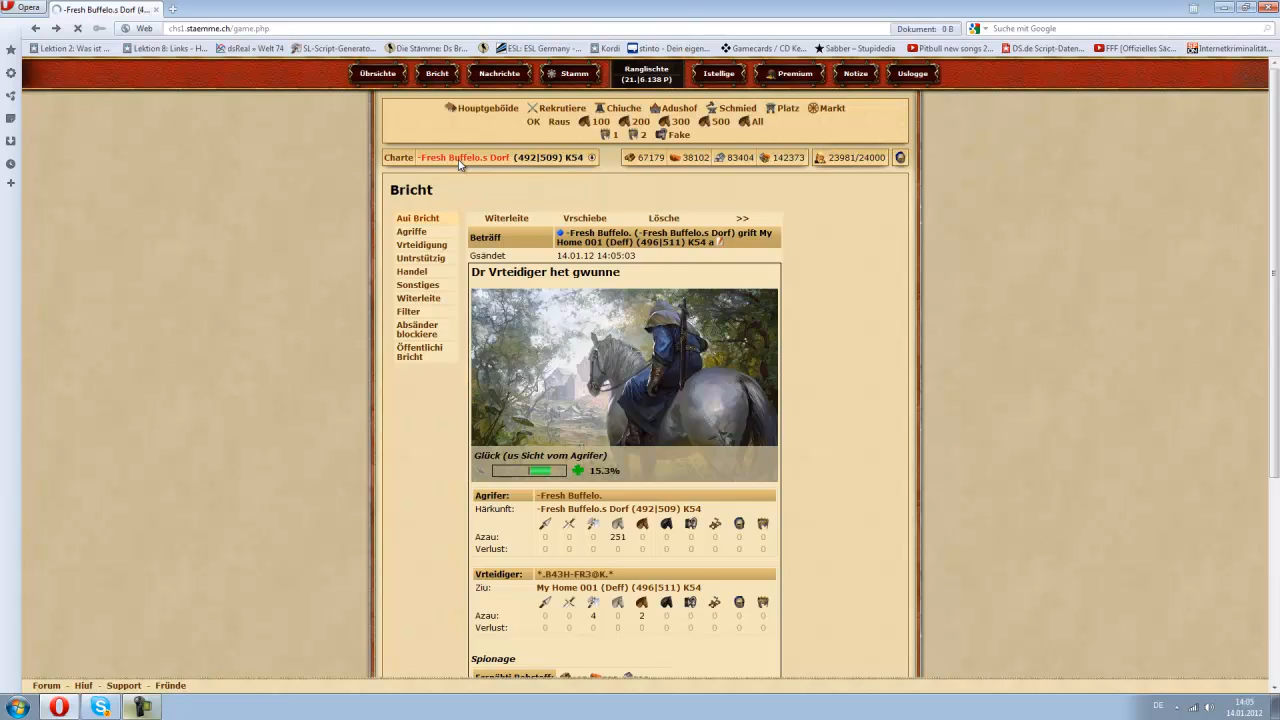 Opera
-Fresh Buffelo.s Dorf (4...
Web
chs1.staemme.ch/game.php
Dokument: 0 B
Suche mit Google
Lektion 2: Was ist ...
Lektion 8: Links - H...
dsReal » Welt 74
SL-Script-Generato...
Die Stämme: Ds Br...
ESL: ESL Germany -...
Kordi
stinto - Dein eigen...
Gamecards / CD Ke...
Sabber – Stupidedia
Pitbull new songs 2...
DS.de Script-Daten...
FFF [Offizielles Säc...
Internetkriminalität...
Übrsichte
Bricht
Nachrichte
Stamm
Ranglischte
(21.|6.138 P)
Istellige
Premium
Notize
Uslogge
Houptgeböide
Rekrutiere
Chiuche
Adushof
Schmied
Platz
Markt
OK Raus 100 200 300 500 All
1 2 Fake
Charte
-Fresh Buffelo.s Dorf (492|509) K54
67179 38102 83404 142373
23981/24000
Bricht
Aui Bricht
Agriffe
Vrteidigung
Untrstützig
Handel
Sonstiges
Witerleite
Filter
Absänder
blockiere
Öffentlichi
Bricht
Witerleite Vrschiebe Lösche >>
Beträff
-Fresh Buffelo. (-Fresh Buffelo.s Dorf) grift My
Home 001 (Deff) (496|511) K54 a
Gsändet 14.01.12 14:05:03
Dr Vrteidiger het gwunne
Glück (us Sicht vom Agrifer)
15.3%
Agrifer: -Fresh Buffelo.
Härkunft: -Fresh Buffelo.s Dorf (492|509) K54
Azau: 0 0 0 251 0 0 0 0 0 0
Verlust: 0 0 0 0 0 0 0 0 0 0
Vrteidiger: *.B43H-FR3@K.*
Ziu: My Home 001 (Deff) (496|511) K54
Azau: 0 0 4 0 2 0 0 0 0 0
Verlust: 0 0 0 0 0 0 0 0 0 0
Spionage
Forum - Hiuf - Support - Fründe
DE
14:05
14.01.2012